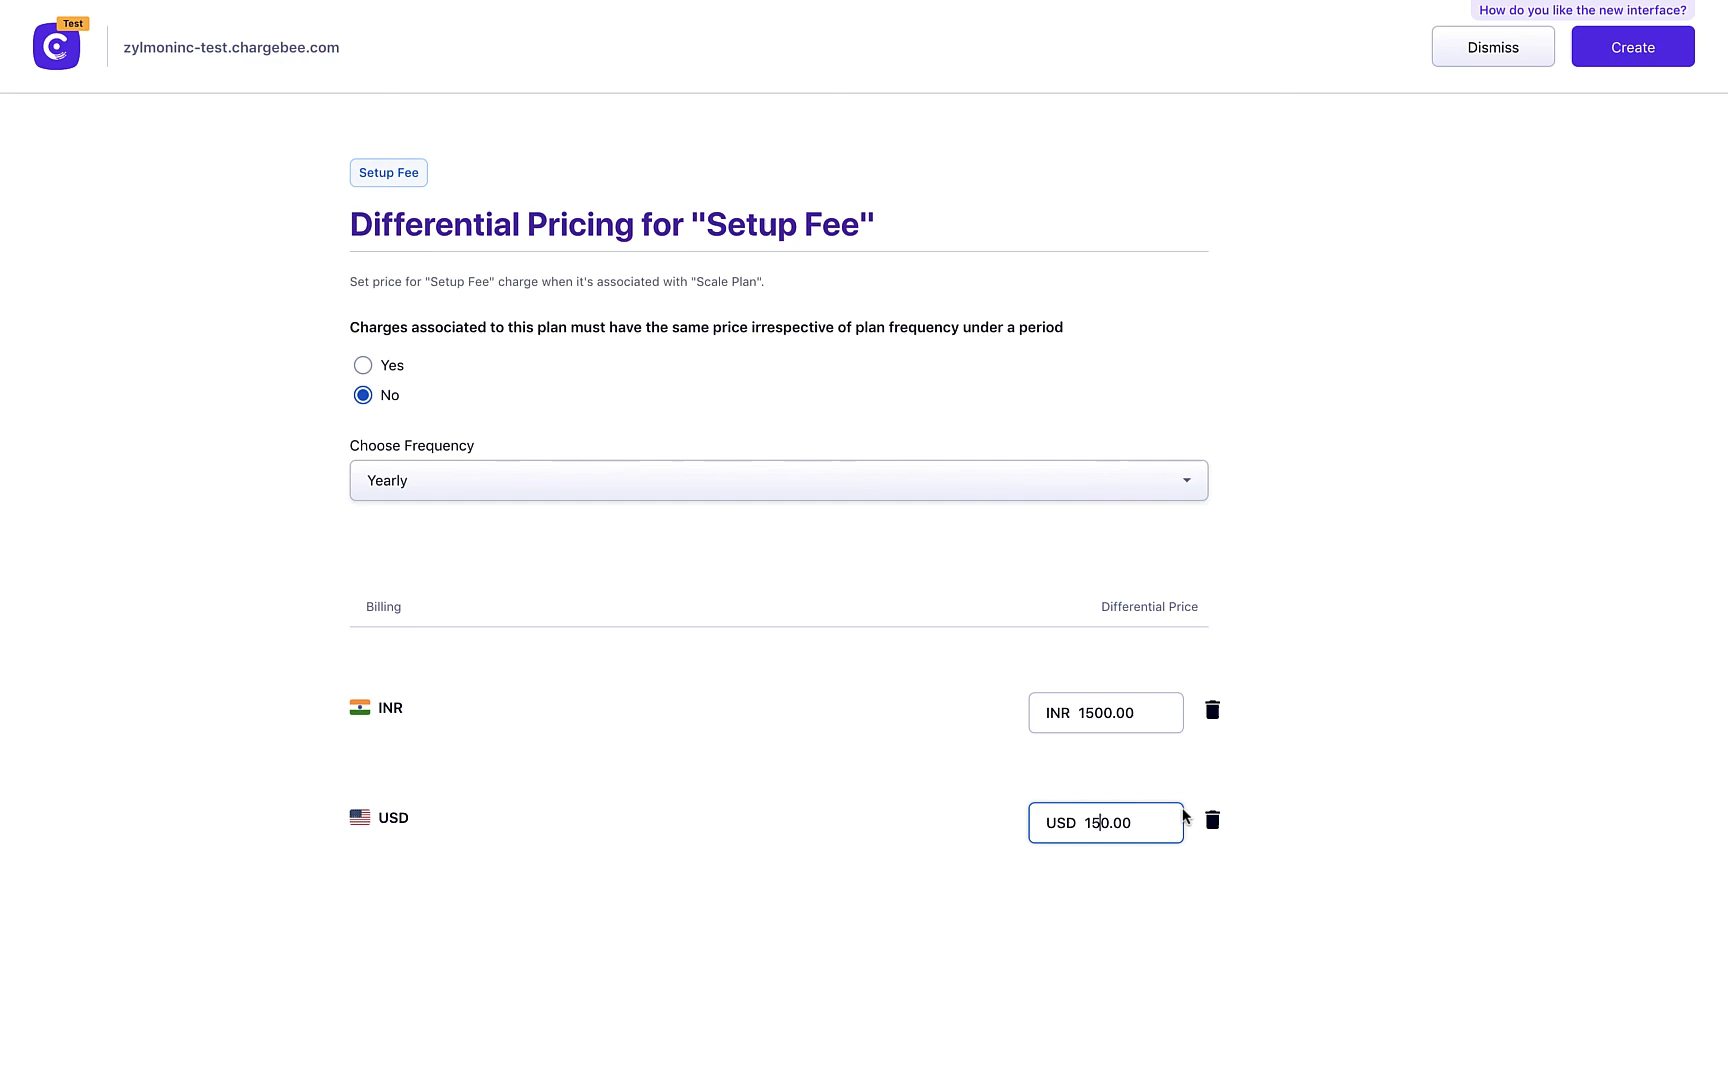 How do you like the new interface?
Test
zylmoninc-test.chargebee.com
Dismiss
Create
Setup Fee
Differential Pricing for "Setup Fee"
Set price for "Setup Fee" charge when it's associated with "Scale Plan".
Charges associated to this plan must have the same price irrespective of plan frequency under a period
Yes
No
Choose Frequency
Yearly
Billing
Differential Price
INR
INR 1500.00
USD
USD 150.00